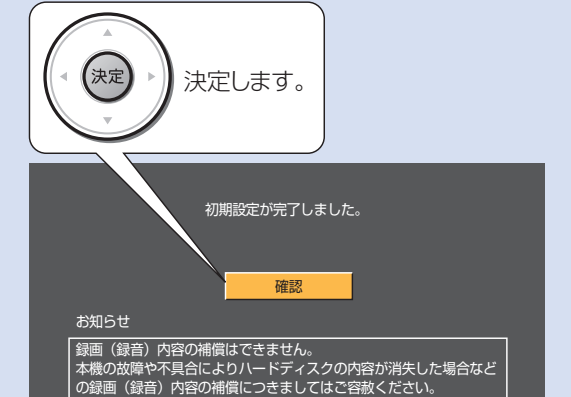 決定
決定します。
初期設定が完了しました。
確認
お知らせ
録画（録音）内容の補償はできません。
本機の故障や不具合によりハードディスクの内容が消失した場合など
の録画（録音）内容の補償につきましてはご容赦ください。